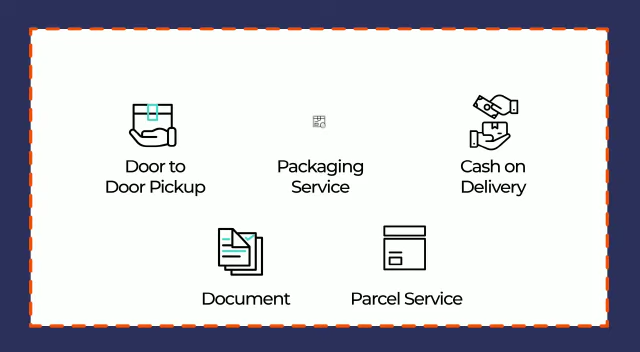 Door to
Door Pickup
Packaging
Service
Cash on
Delivery
Document
Parcel Service